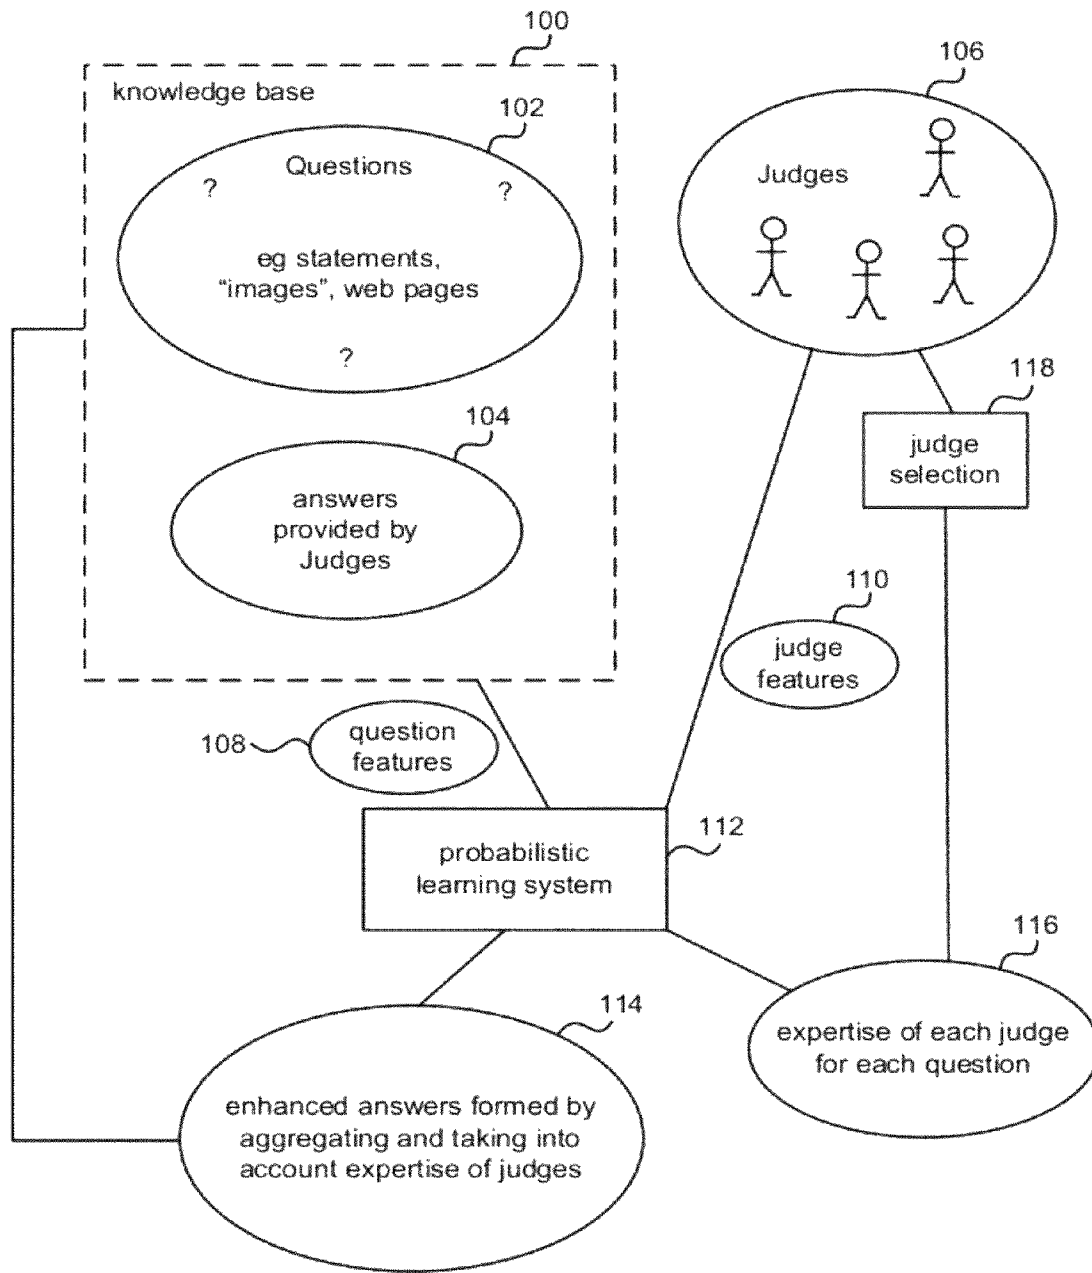 100
knowledge base
102
Questions
?
?
eg statements,
“images”, web pages
?
104
answers
provided by
Judges
106
Judges
118
judge
selection
110
judge
features
108
question
features
112
probabilistic
learning system
116
expertise of each judge
for each question
114
enhanced answers formed by
aggregating and taking into
account expertise of judges